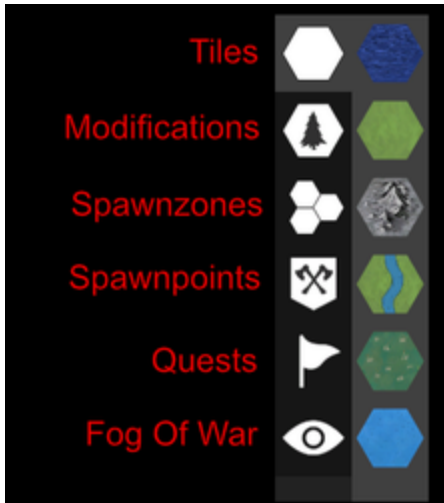 Tiles
Modifications
Spawnzones
Spawnpoints
Quests
Fog Of War